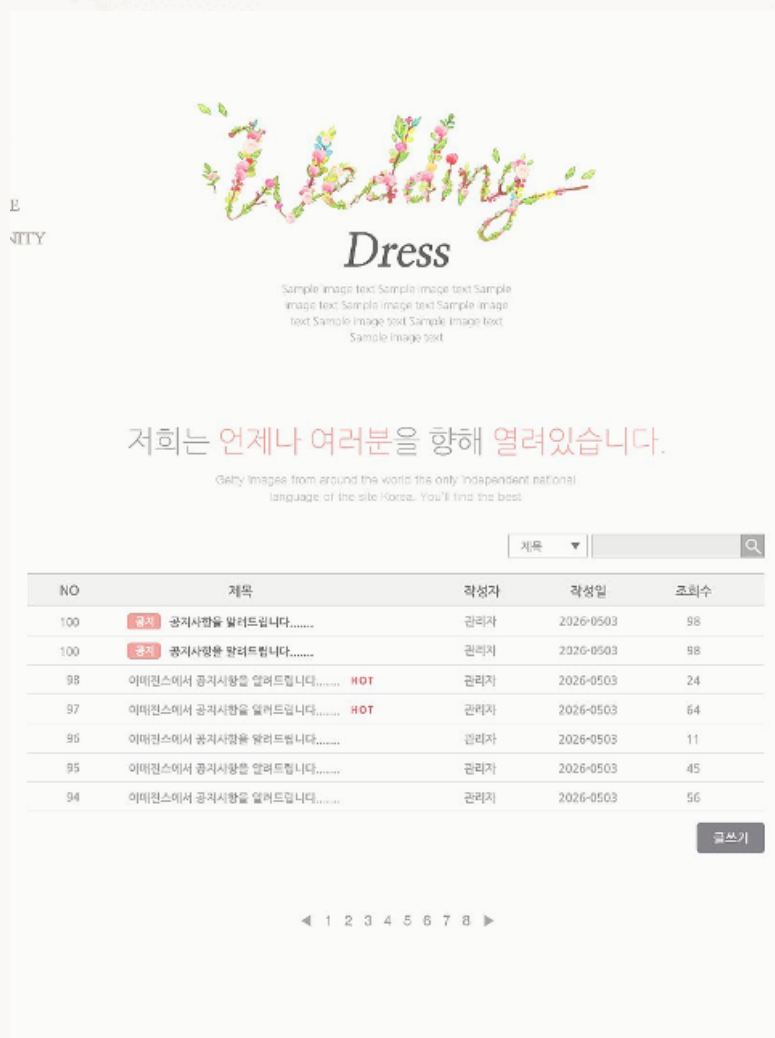 Wedding
E
NITY
Dress
Sample image text Sample image text Sample
image text Sample image text Sample image
text Sample image text Sample image text
Sample image text
저희는 언제나 여러분을 향해 열려있습니다.
Getty images from around the world the only independent national
language of the site Korea. You'll find the best
제목 ▼
NO 제목 작성자 작성일 조회수
100 공지 공지사항을 알려드립니다....... 관리자 2026-0503 98
100 공지 공지사항을 알려드립니다....... 관리자 2026-0503 98
98 이매진스에서 공지사항을 알려드립니다....... HOT 관리자 2026-0503 24
97 이매진스에서 공지사항을 알려드립니다....... HOT 관리자 2026-0503 64
96 이매진스에서 공지사항을 알려드립니다....... 관리자 2026-0503 11
95 이매진스에서 공지사항을 알려드립니다....... 관리자 2026-0503 45
94 이매진스에서 공지사항을 알려드립니다....... 관리자 2026-0503 56
글쓰기
◀ 1 2 3 4 5 6 7 8 ▶